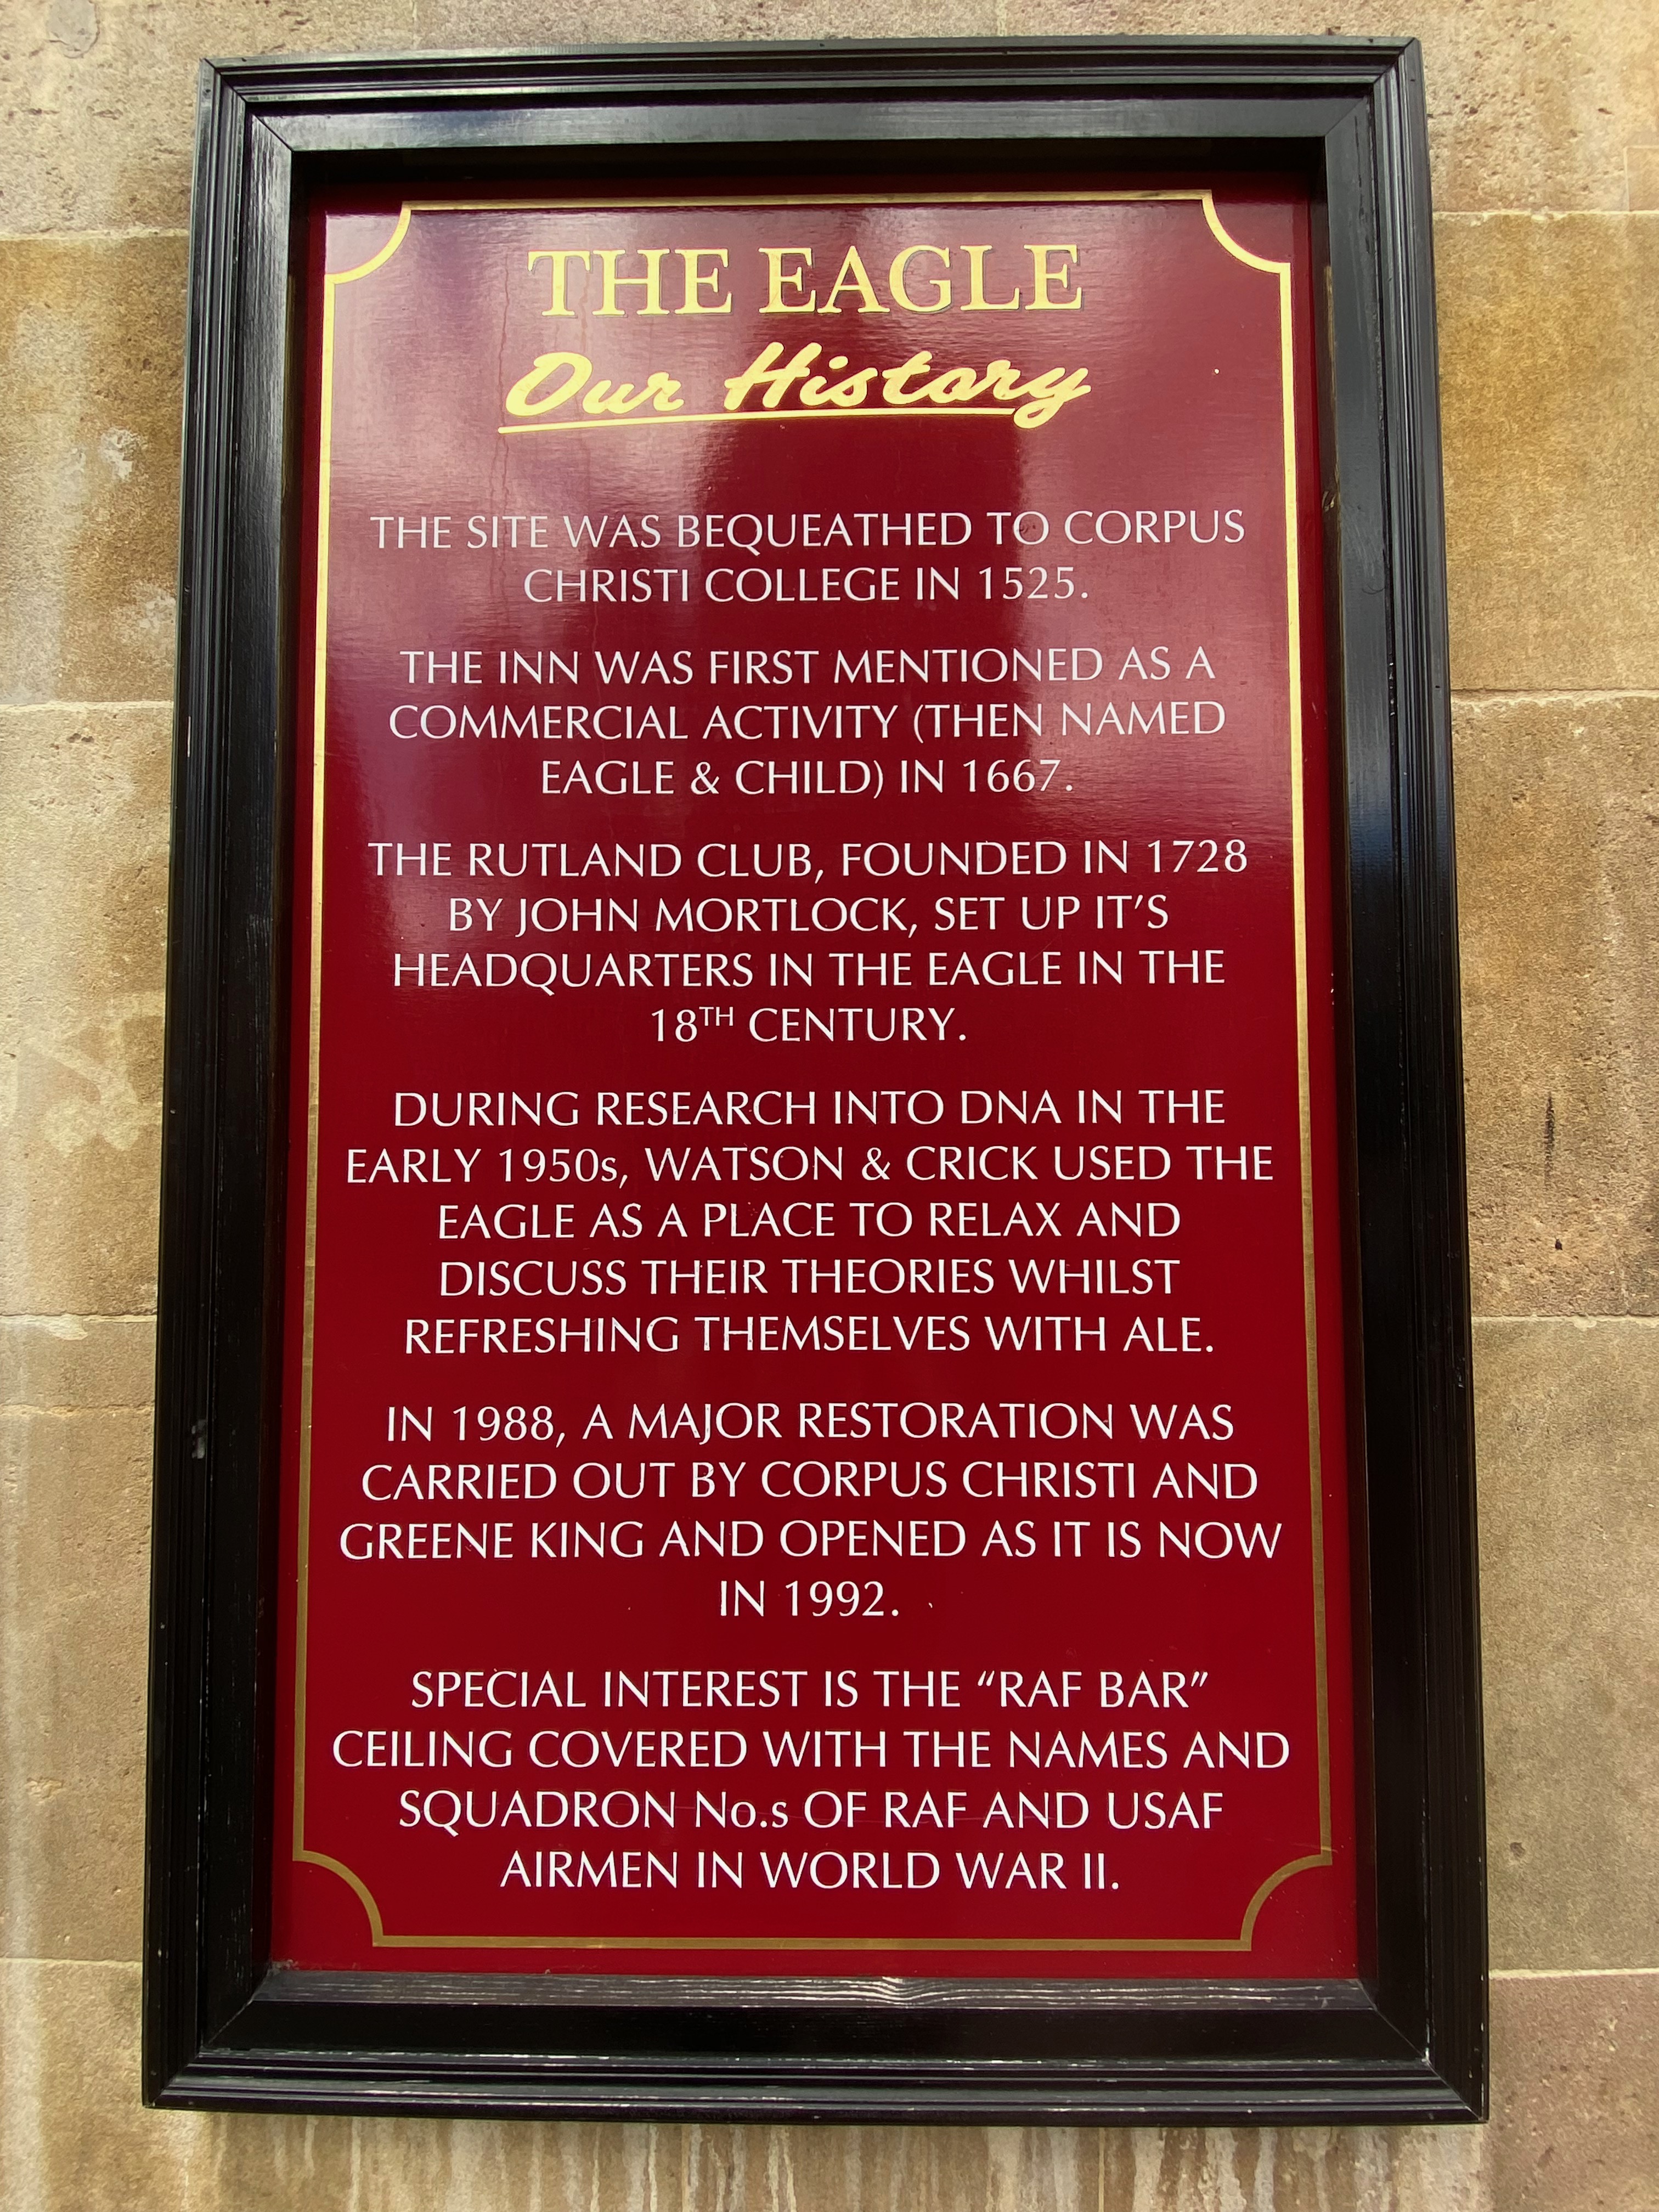 THE EAGLE
Our History
THE SITE WAS BEQUEATHED TO CORPUS
CHRISTI COLLEGE IN 1525.
THE INN WAS FIRST MENTIONED AS A
COMMERCIAL ACTIVITY (THEN NAMED
EAGLE & CHILD) IN 1667.
THE RUTLAND CLUB, FOUNDED IN 1728
BY JOHN MORTLOCK, SET UP IT'S
HEADQUARTERS IN THE EAGLE IN THE
18TH CENTURY.
DURING RESEARCH INTO DNA IN THE
EARLY 1950s, WATSON & CRICK USED THE
EAGLE AS A PLACE TO RELAX AND
DISCUSS THEIR THEORIES WHILST
REFRESHING THEMSELVES WITH ALE.
IN 1988, A MAJOR RESTORATION WAS
CARRIED OUT BY CORPUS CHRISTI AND
GREENE KING AND OPENED AS IT IS NOW
IN 1992.
SPECIAL INTEREST IS THE “RAF BAR”
CEILING COVERED WITH THE NAMES AND
SQUADRON No.s OF RAF AND USAF
AIRMEN IN WORLD WAR II.